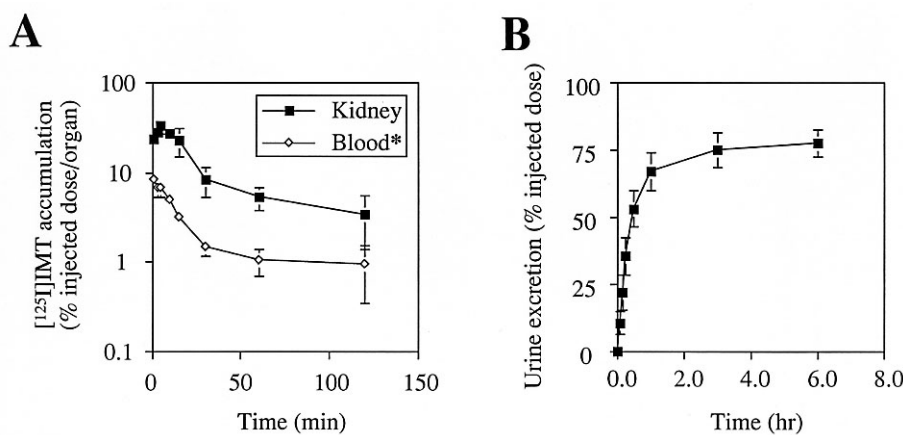 A
[¹²⁵I]IMT accumulation
(% injected dose/organ)
100
10
1
0.1
0
50
100
150
Time (min)
Kidney
Blood*
B
Urine excretion (% injected dose)
100
75
50
25
0
0.0
2.0
4.0
6.0
8.0
Time (hr)